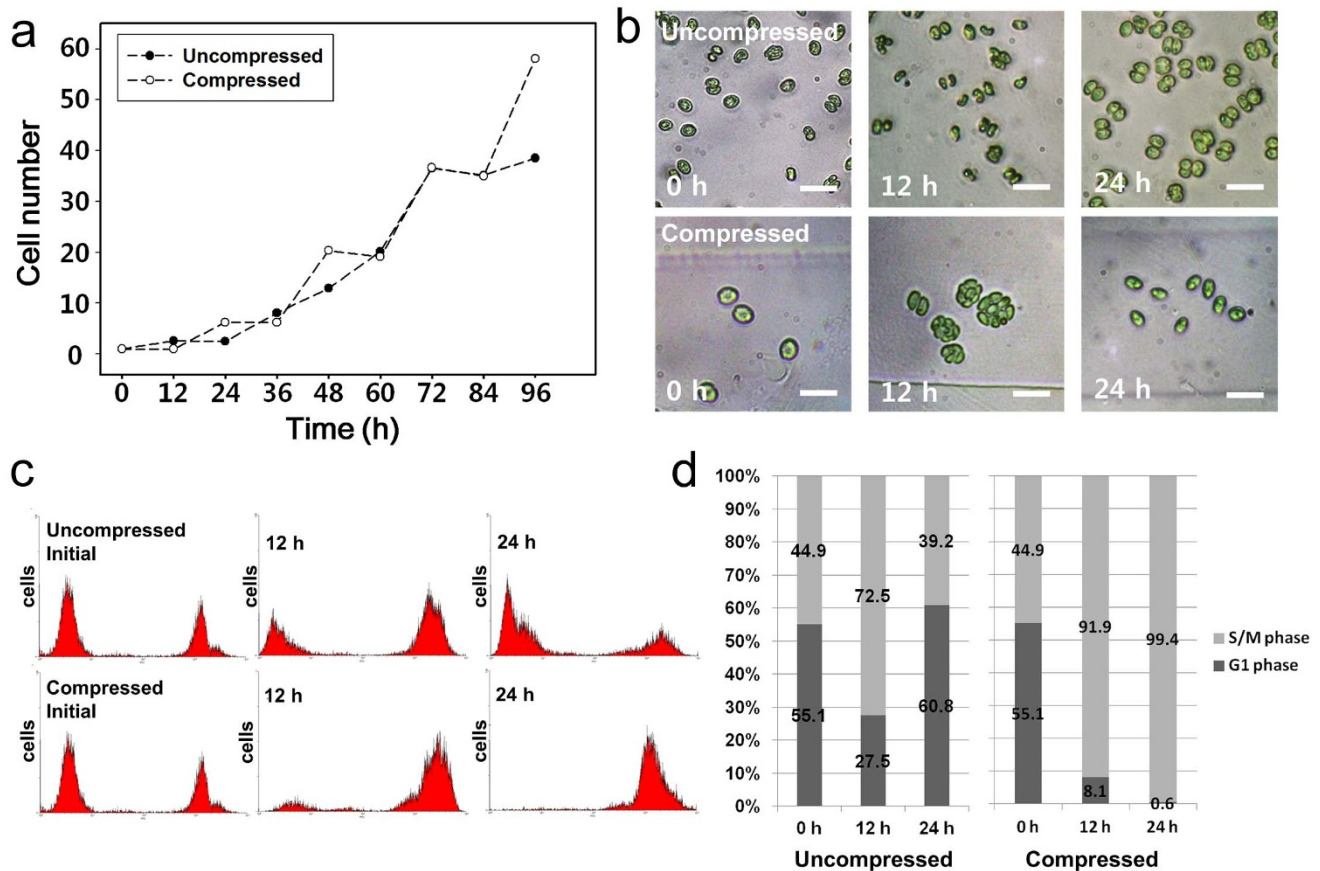 a
60
50
40
30
20
10
0
Cell number
Uncompressed
Compressed
0 12 24 36 48 60 72 84 96
Time (h)
b
Uncompressed
0 h
12 h
24 h
Compressed
0 h
12 h
24 h
c
Uncompressed
Initial
12 h
24 h
cells
cells
cells
Compressed
Initial
12 h
24 h
cells
cells
cells
d
100%
90%
80%
70%
60%
50%
40%
30%
20%
10%
0%
44.9
55.1
72.5
27.5
39.2
60.8
44.9
55.1
91.9
8.1
99.4
0.6
0 h 12 h 24 h
Uncompressed
0 h 12 h 24 h
Compressed
S/M phase
G1 phase